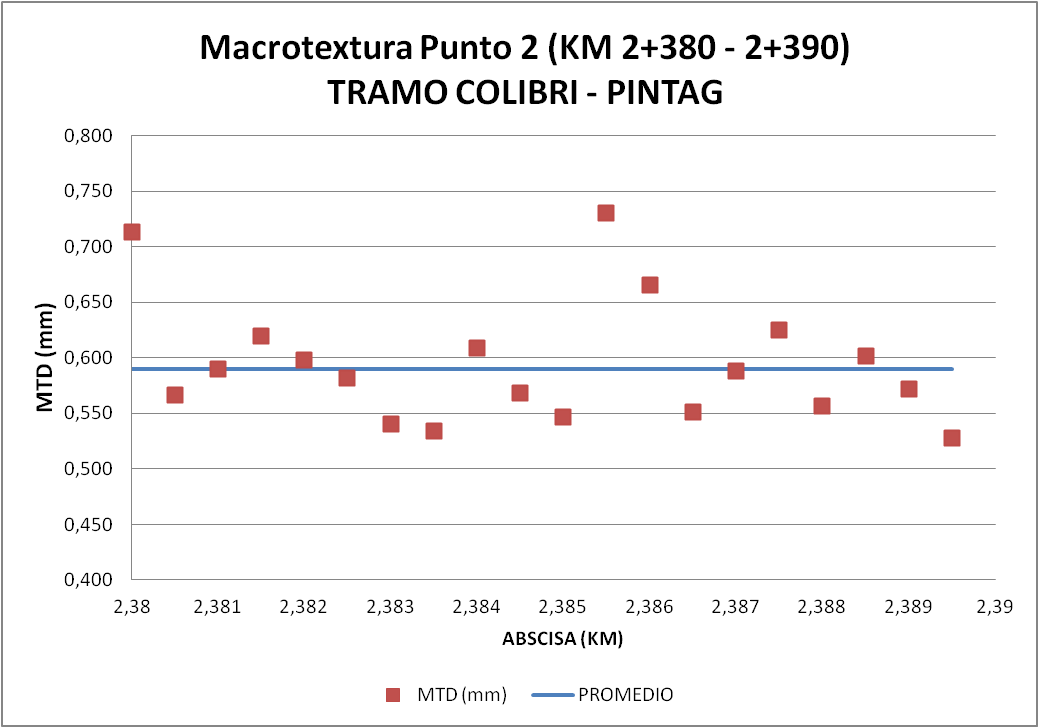 Macrotextura Punto 2 (KM 2+380 - 2+390)
TRAMO COLIBRI - PINTAG
0,800
0,750
0,700
0,650
0,600
0,550
0,500
0,450
0,400
MTD (mm)
2,38 2,381 2,382 2,383 2,384 2,385 2,386 2,387 2,388 2,389 2,39
ABSCISA (KM)
MTD (mm) PROMEDIO